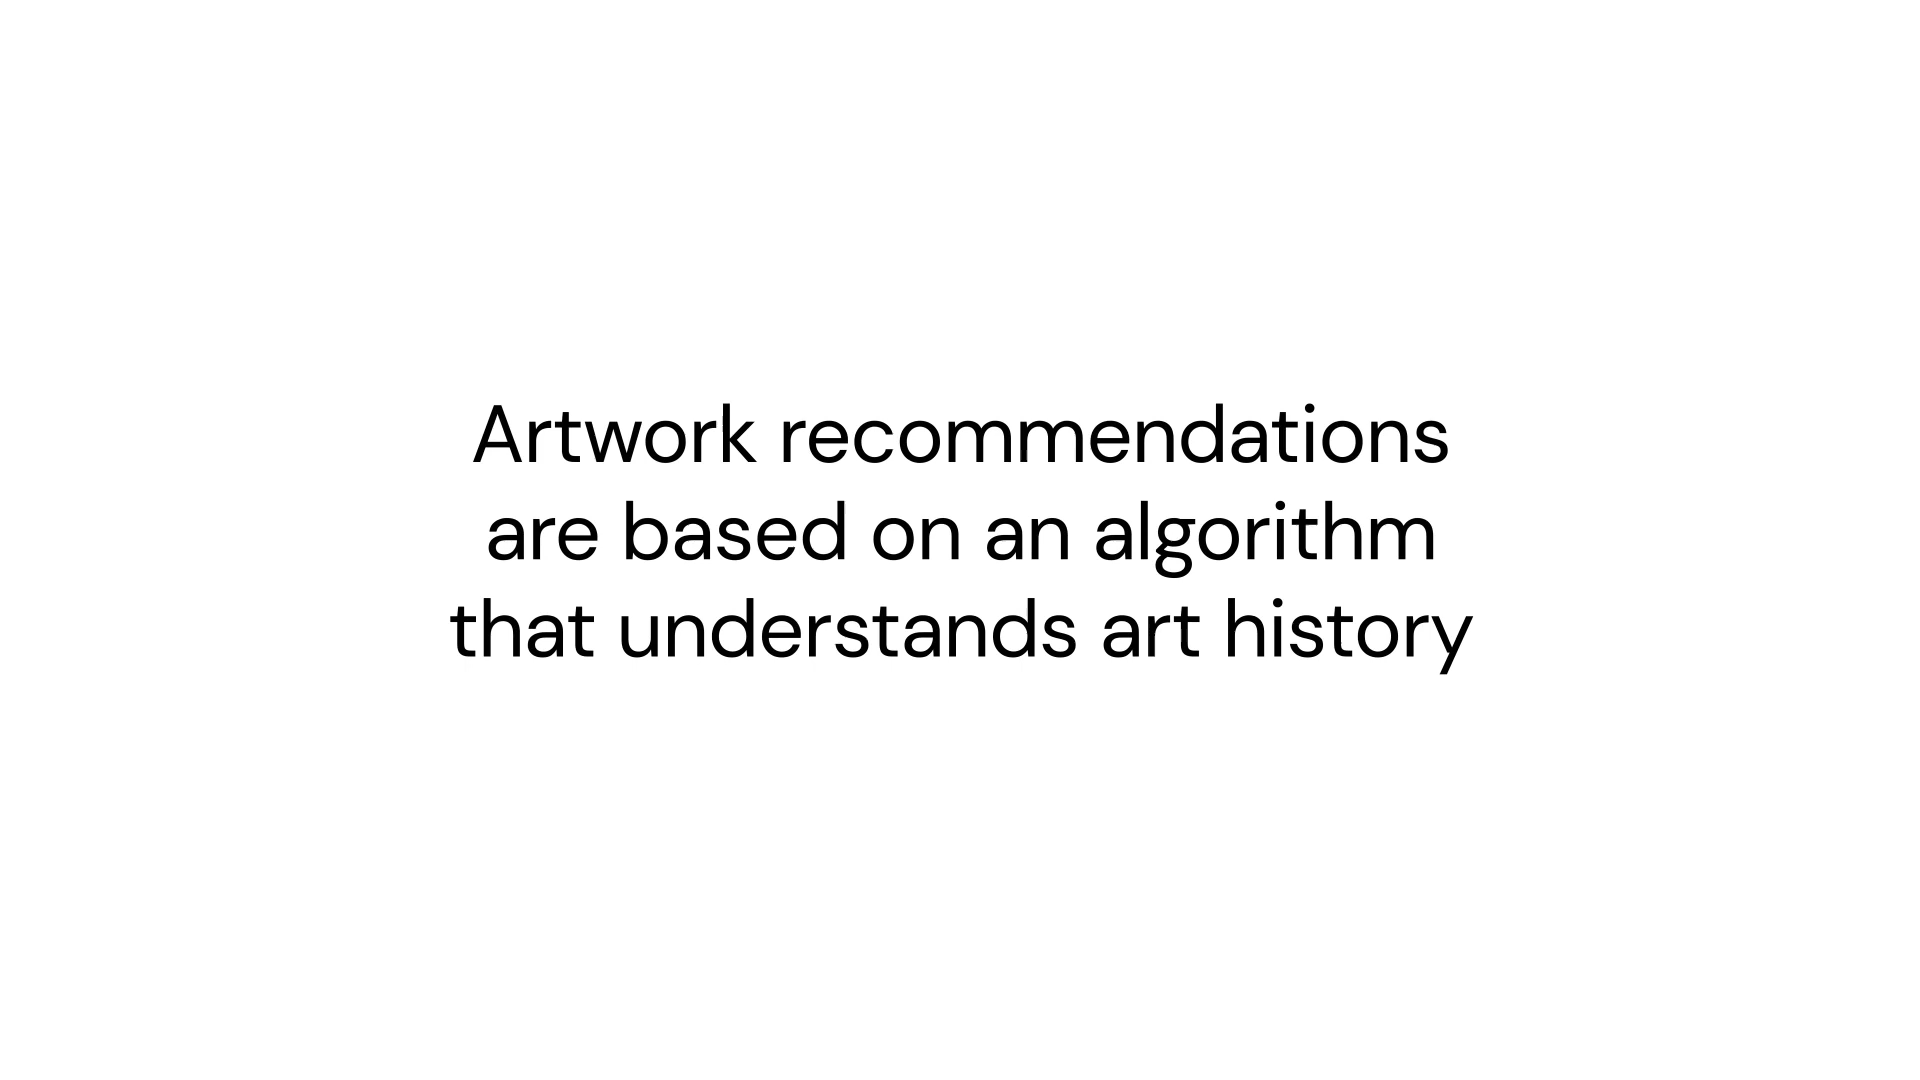 Artwork recommendations
are based on an algorithm
that understands art history